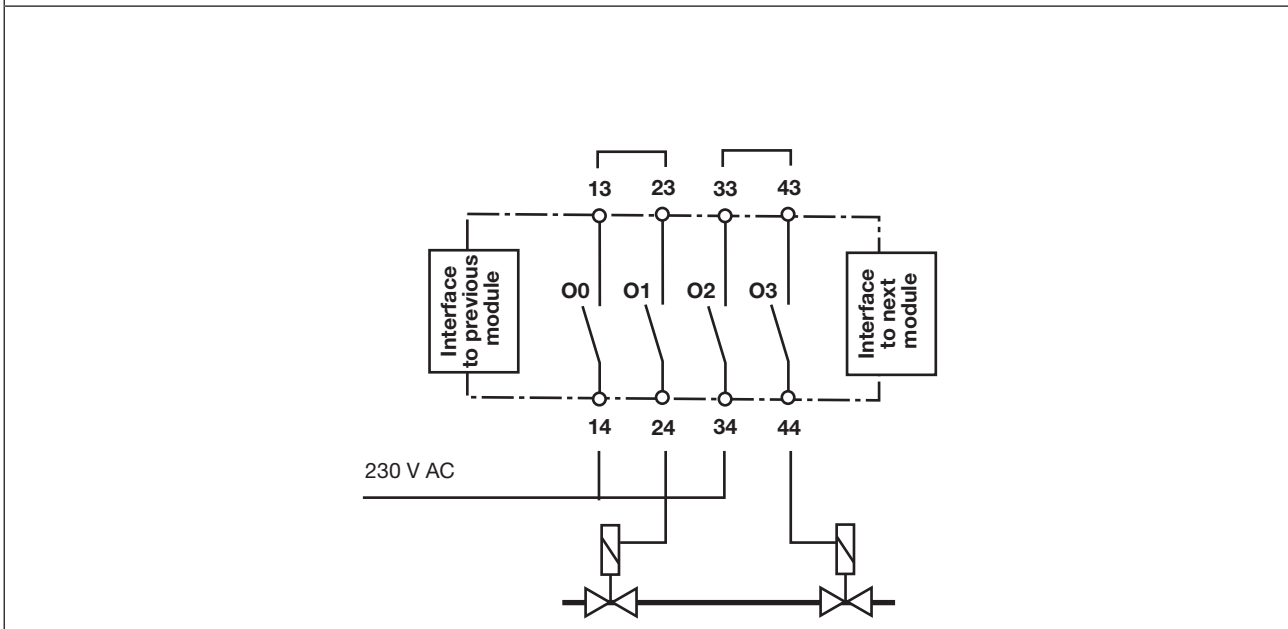 13 23 33 43
Interface
to previous
module
O0 O1 O2 O3
Interface
to next
module
14 24 34 44
230 V AC